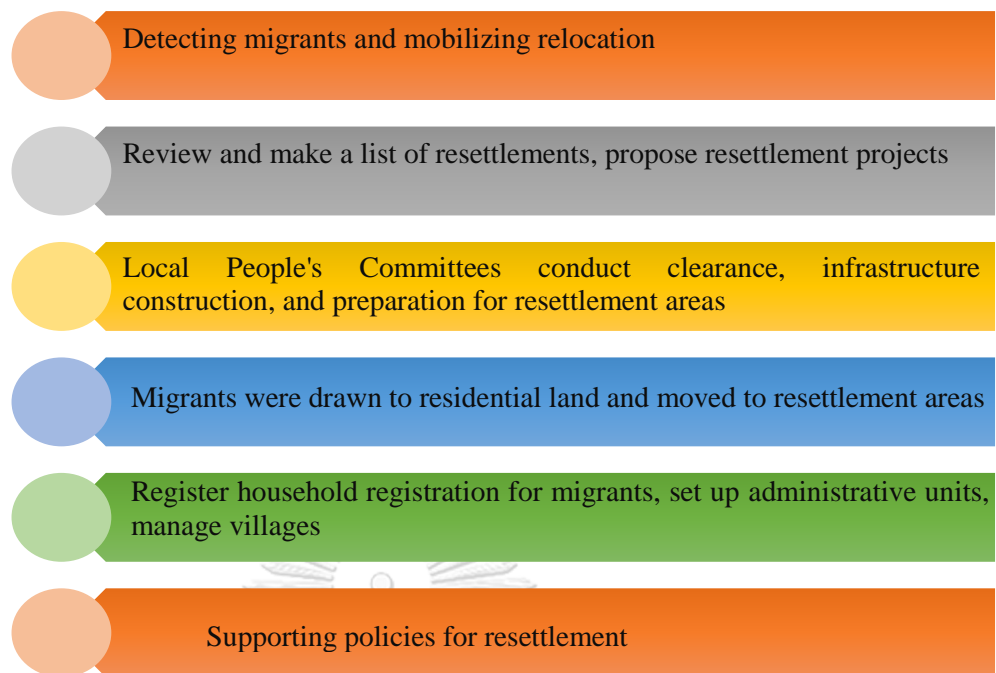 Detecting migrants and mobilizing relocation
Review and make a list of resettlements, propose resettlement projects
Local People's Committees conduct clearance, infrastructure
construction, and preparation for resettlement areas
Migrants were drawn to residential land and moved to resettlement areas
Register household registration for migrants, set up administrative units,
manage villages
Supporting policies for resettlement